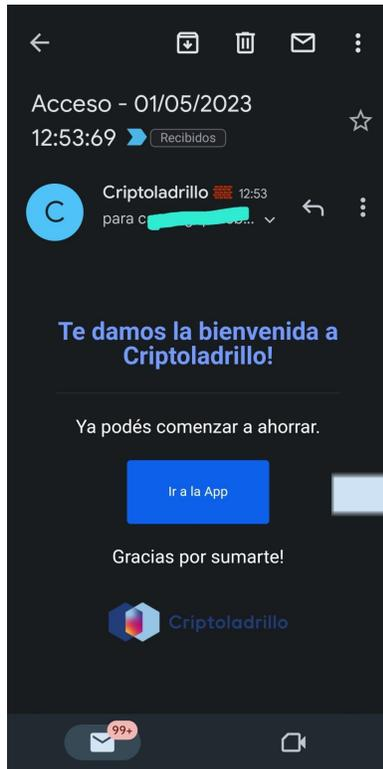 Acceso - 01/05/2023
12:53:69 Recibidos
C
Criptoladrillo 12:53
para
Te damos la bienvenida a
Criptoladrillo!
Ya podés comenzar a ahorrar.
Ir a la App
Gracias por sumarte!
Criptoladrillo
99+